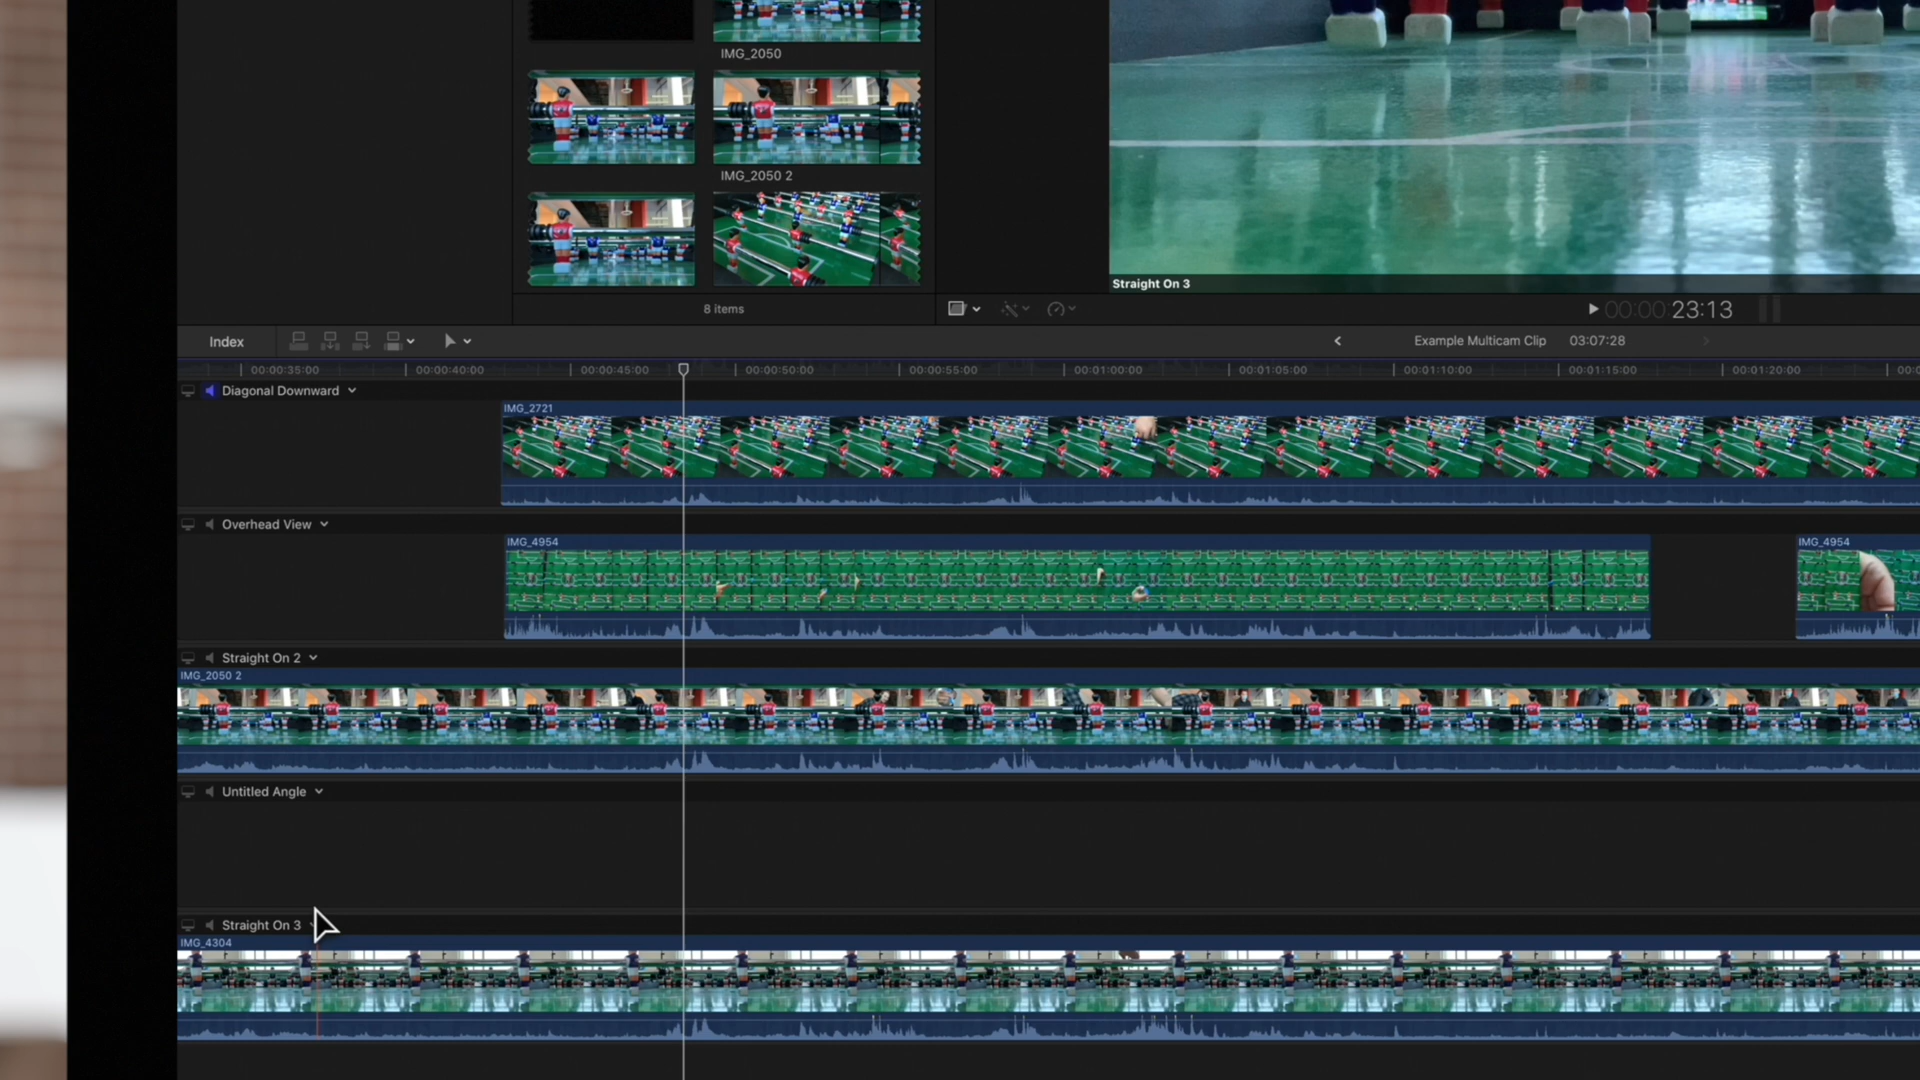 IMG_2050
IMG_2050 2
8 items
Straight On 3
00:00:23:13
Index
Example Multicam Clip 03:07:28
00:00:35:00 00:00:40:00 00:00:45:00 00:00:50:00 00:00:55:00 00:01:00:00 00:01:05:00 00:01:10:00 00:01:15:00 00:01:20:00
Diagonal Downward
IMG_2721
Overhead View
IMG_4954 IMG_4954
Straight On 2
IMG_2050 2
Untitled Angle
Straight On 3
IMG_4304